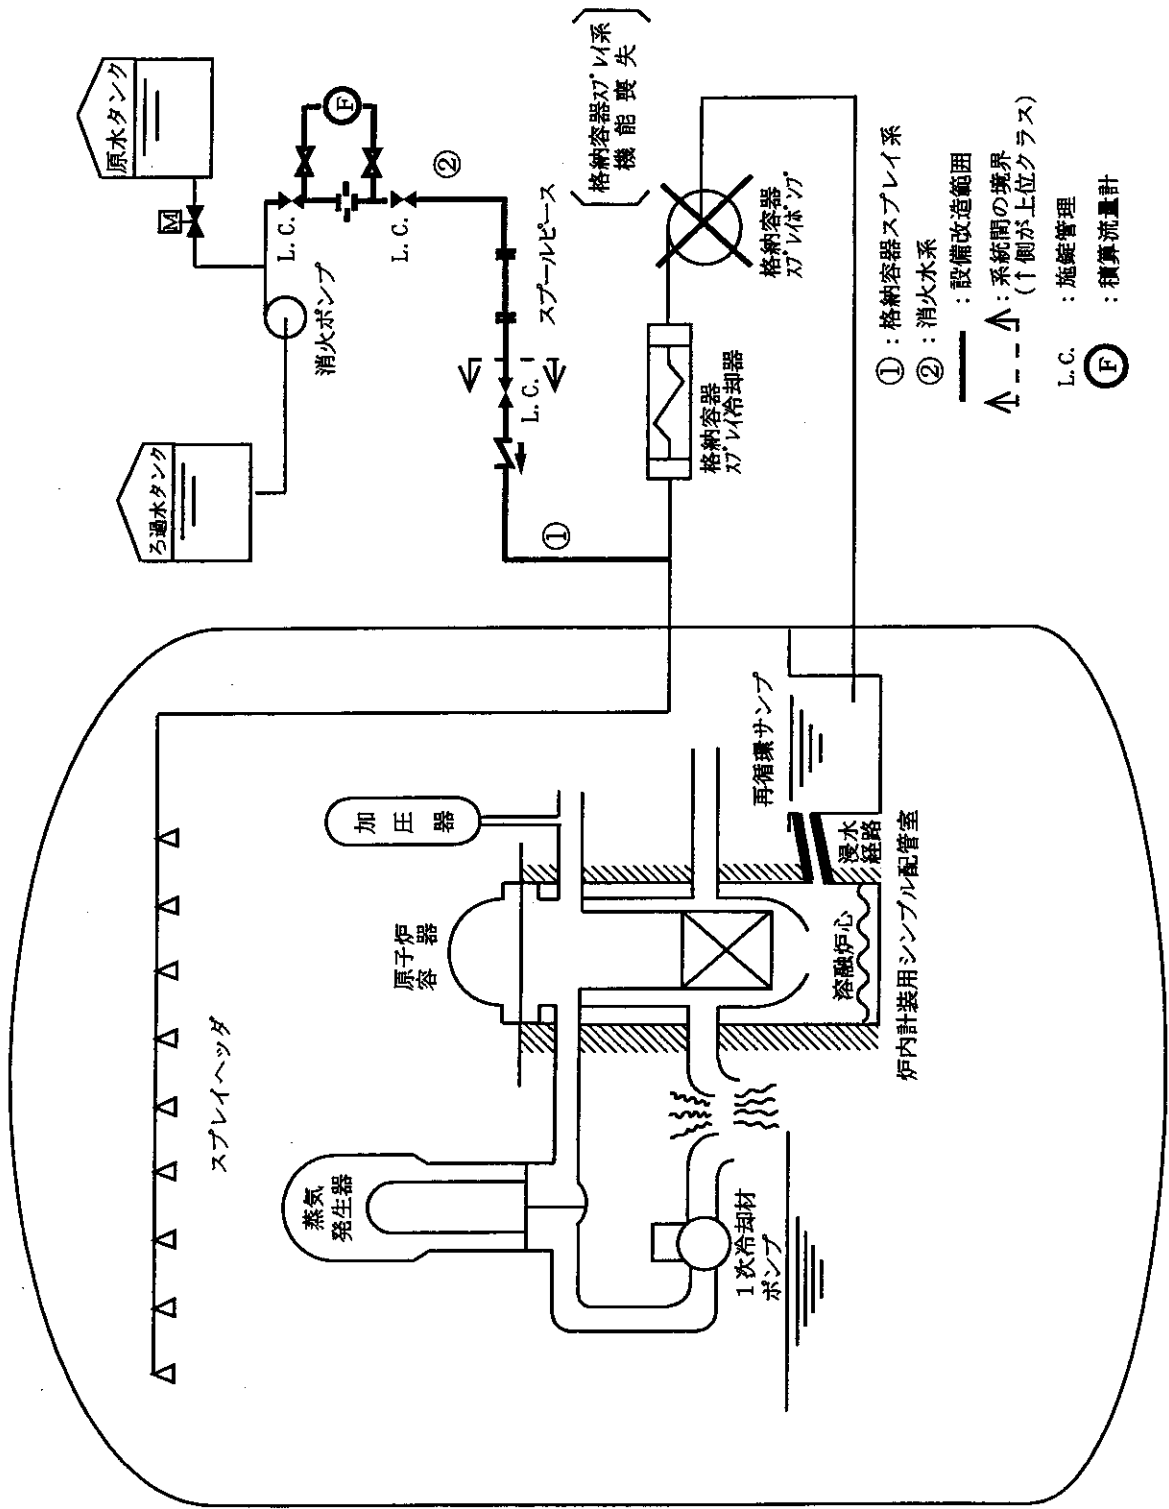 原水タンク
M
L.C.
F
②
L.C.
消火ポンプ
ろ過水タンク
スプールピース
L.C.
①
格納容器スプレイ系
機能喪失
格納容器
スプレイポンプ
格納容器
スプレイ冷却器
スプレイヘッダ
加圧器
原子炉
容器
蒸気
発生器
1次冷却材
ポンプ
再循環サンプ
浸水
経路
溶融炉心
炉内計装用シンブル配管室
①:格納容器スプレイ系
②:消火水系
:設備改造範囲
:系統間の境界
(↑側が上位クラス)
L.C. :施錠管理
F :積算流量計